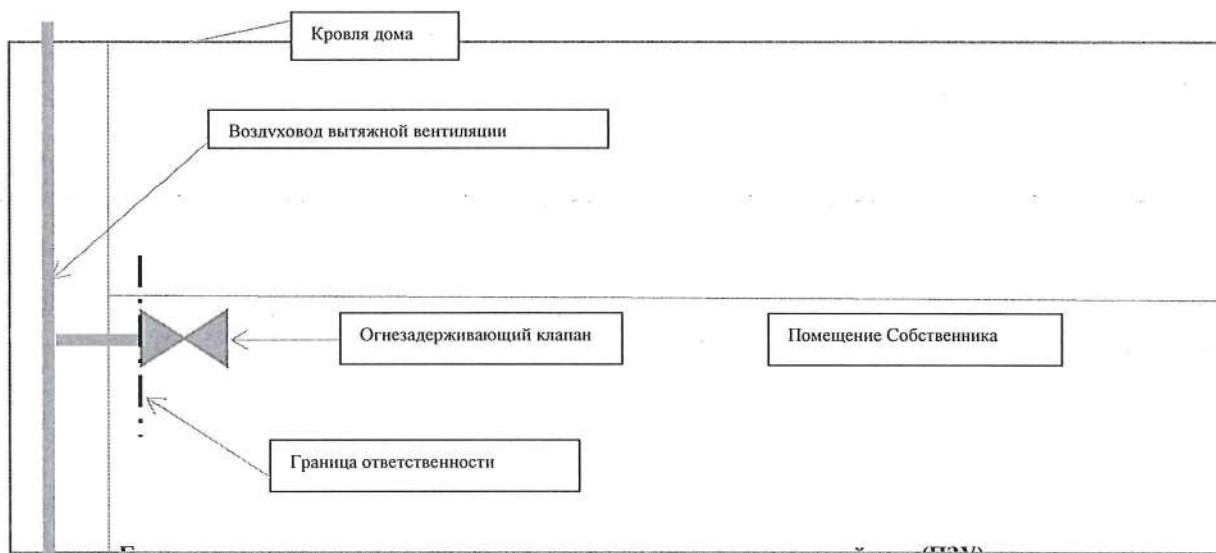 Кровля дома
Воздуховод вытяжной вентиляции
Огнезадерживающий клапан
Помещение Собственника
Граница ответственности